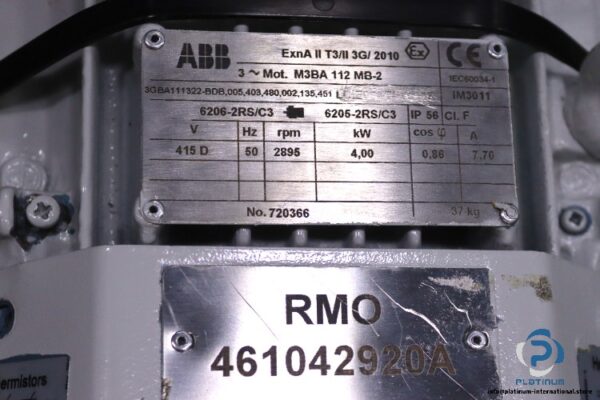 ABB ExnA II T3/II 3G/ 2010 Ex CE
3 ~ Mot. M3BA 112 MB-2 IEC60034-1
3GBA111322-BDB,005,403,480,002,135,451 IM3011
6206-2RS/C3 6205-2RS/C3 IP 56 Cl. F
V Hz rpm kW cos φ A
415 D 50 2895 4,00 0,86 7,70
No. 720366 37 kg
RMO
461042920A
ermistors
PLATINUM
info@platinum-international.store